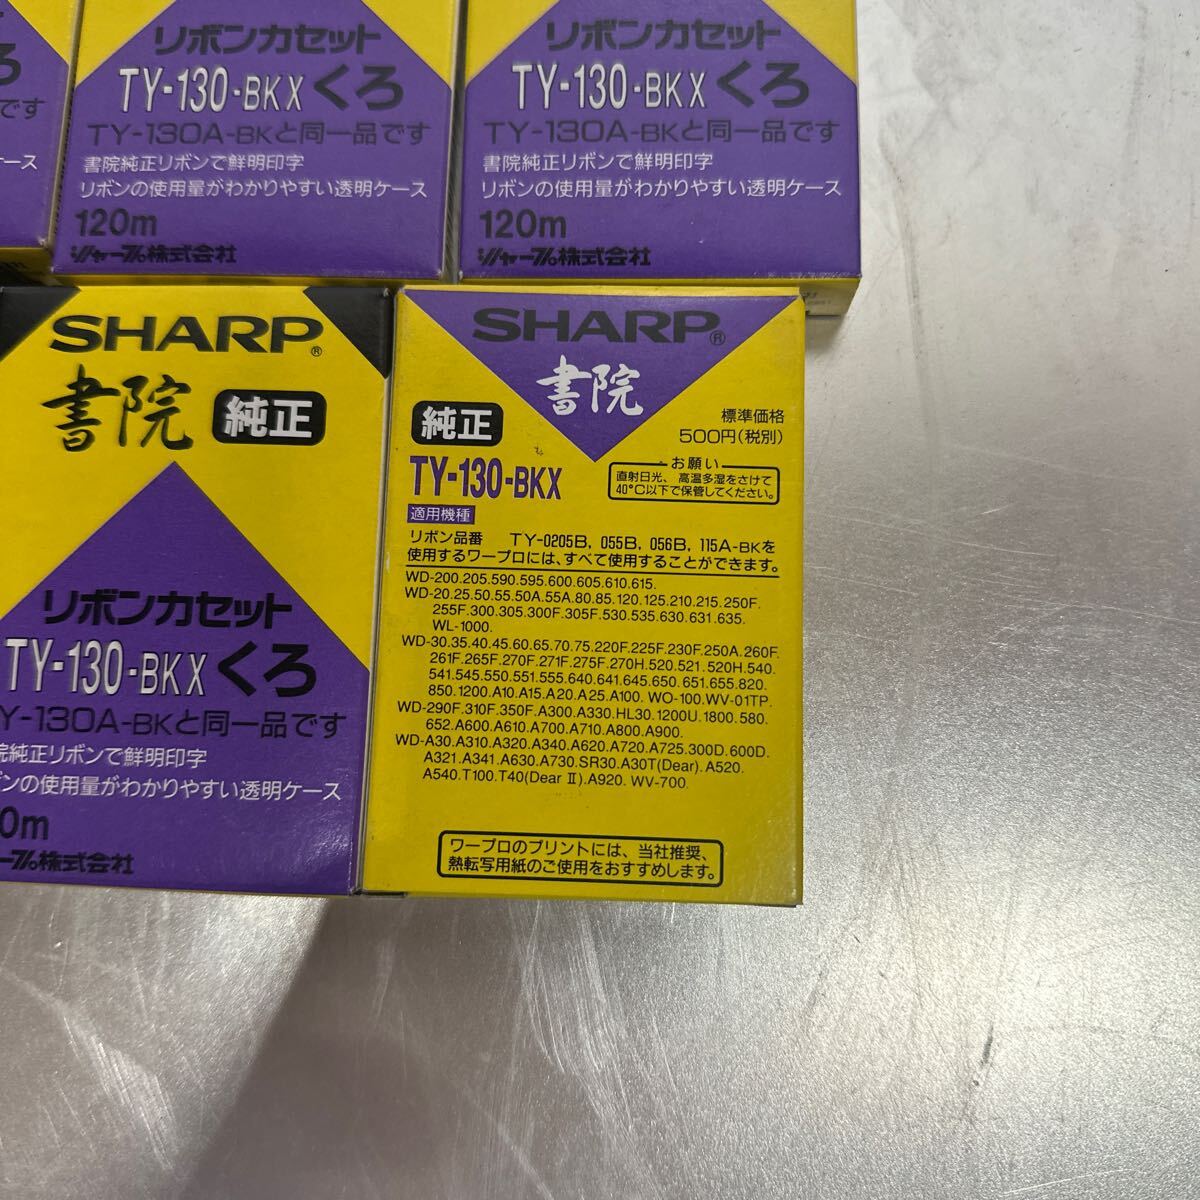 ろ
です
ース
リボンカセット
TY-130-BKX くろ
TY-130A-BKと同一品です
書院純正リボンで鮮明印字
リボンの使用量がわかりやすい透明ケース
120m
シャープ株式会社
リボンカセット
TY-130-BKX くろ
TY-130A-BKと同一品です
書院純正リボンで鮮明印字
リボンの使用量がわかりやすい透明ケース
120m
シャープ株式会社
SHARP®
書院 純正
リボンカセット
TY-130-BKX くろ
Y-130A-BKと同一品です
院純正リボンで鮮明印字
ボンの使用量がわかりやすい透明ケース
0m
ープ株式会社
SHARP®
書院
純正
標準価格
500円(税別)
TY-130-BKX
お願い
直射日光、高温多湿をさけて
40°C以下で保管してください。
適用機種
リボン品番 TY-0205B, 055B, 056B, 115A-BKを
使用するワープロには、すべて使用することができます。
WD-200.205.590.595.600.605.610.615.
WD-20.25.50.55.50A.55A.80.85.120.125.210.215.250F.
255F.300.305.300F.305F.530.535.630.631.635.
WL-1000.
WD-30.35.40.45.60.65.70.75.220F.225F.230F.250A.260F.
261F.265F.270F.271F.275F.270H.520.521.520H.540.
541.545.550.551.555.640.641.645.650.651.655.820.
850.1200.A10.A15.A20.A25.A100. WO-100.WV-01TP.
WD-290F.310F.350F.A300.A330.HL30.1200U.1800.580.
652.A600.A610.A700.A710.A800.A900.
WD-A30.A310.A320.A340.A620.A720.A725.300D.600D.
A321.A341.A630.A730.SR30.A30T(Dear).A520.
A540.T100.T40(Dear Ⅱ).A920. WV-700.
ワープロのプリントには、当社推奨、
熱転写用紙のご使用をおすすめします。